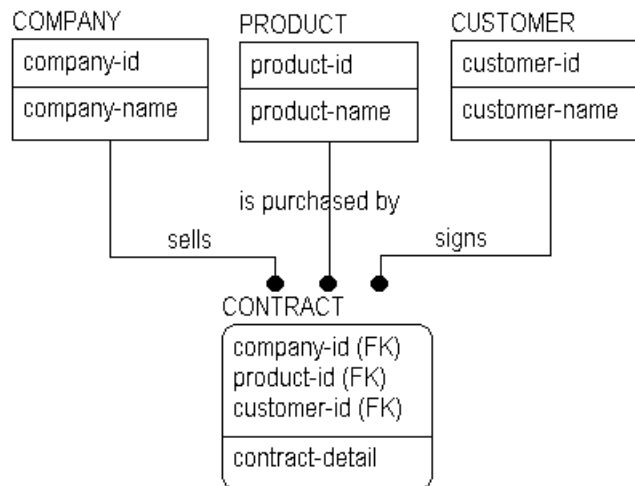 COMPANY
company-id
company-name
PRODUCT
product-id
product-name
CUSTOMER
customer-id
customer-name
is purchased by
sells
signs
CONTRACT
company-id (FK)
product-id (FK)
customer-id (FK)
contract-detail